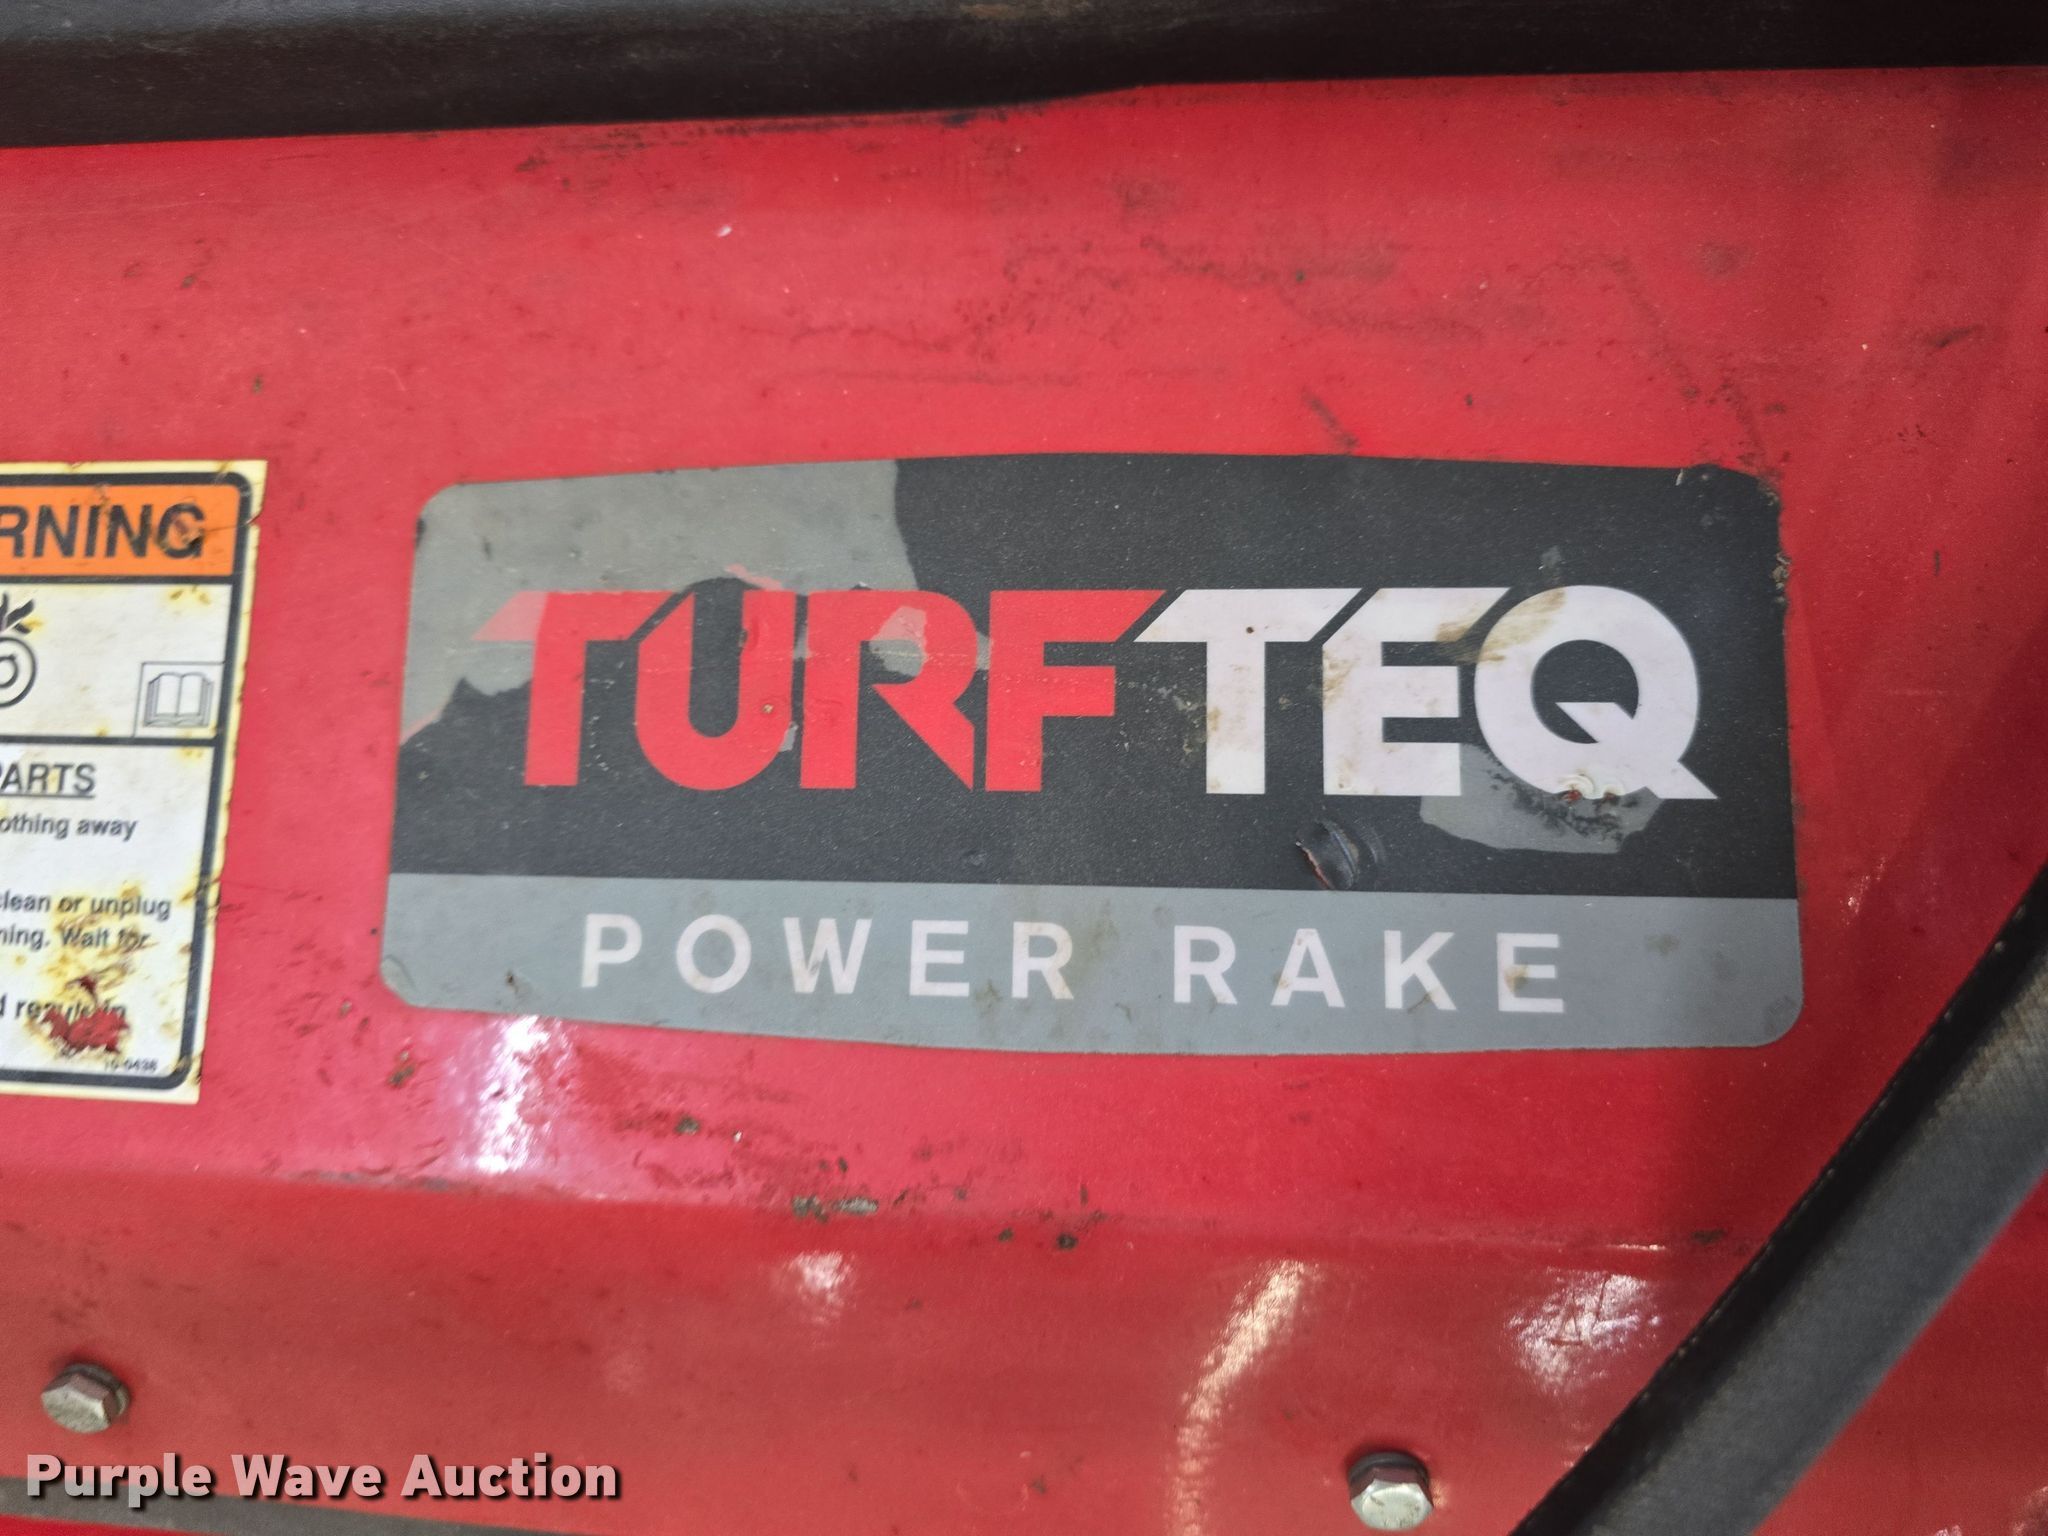 RNING
PARTS
othing away
clean or unplug
ning. Wait for
TURFTEQ
POWER RAKE
Purple Wave Auction